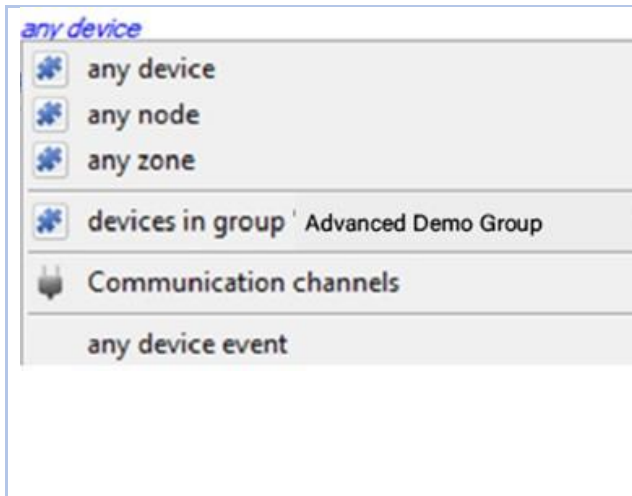 any device
any device
any node
any zone
devices in group ' Advanced Demo Group
Communication channels
any device event